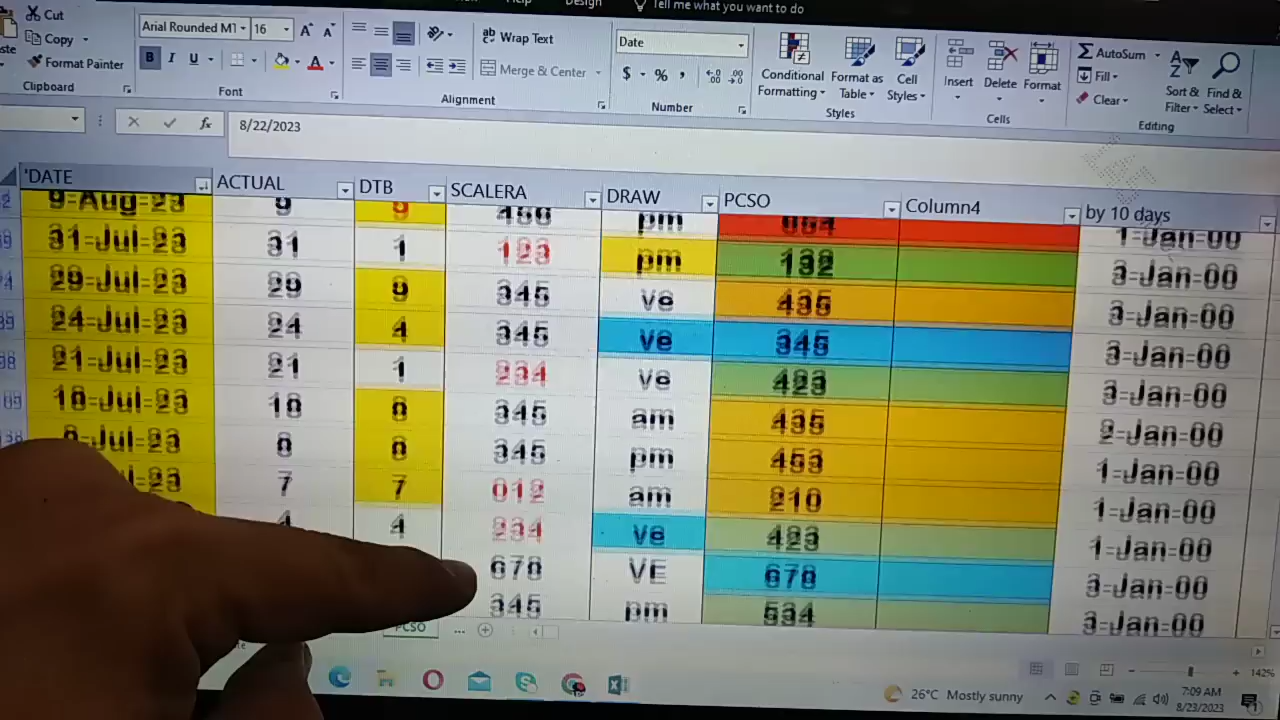 Help Design Tell me what you want to do
Cut
Copy
Format Painter
Clipboard
Arial Rounded MT 16
B I U
Font
Wrap Text
Merge & Center
Alignment
Date
$ % ,
Number
Conditional Formatting
Format as Table
Cell Styles
Styles
Insert Delete Format
Cells
AutoSum
Fill
Clear
Sort & Filter
Find & Select
Editing
fx 8/22/2023
'DATE ACTUAL DTB SCALERA DRAW PCSO Column4 by 10 days
9-Aug-23 9 9 456 pm 1-Jan-00
31-Jul-23 31 1 123 pm 132 3-Jan-00
29-Jul-23 29 9 345 ve 435 3-Jan-00
24-Jul-23 24 4 345 ve 345 3-Jan-00
21-Jul-23 21 1 234 ve 423 3-Jan-00
18-Jul-23 18 8 345 am 435 3-Jan-00
8-Jul-23 8 8 345 pm 453 2-Jan-00
7 7 012 am 210 1-Jan-00
4 4 234 ve 423 1-Jan-00
678 VE 678 1-Jan-00
345 pm 534 3-Jan-00
3-Jan-00
PCSO ...
142%
26°C Mostly sunny
7:09 AM
8/23/2023